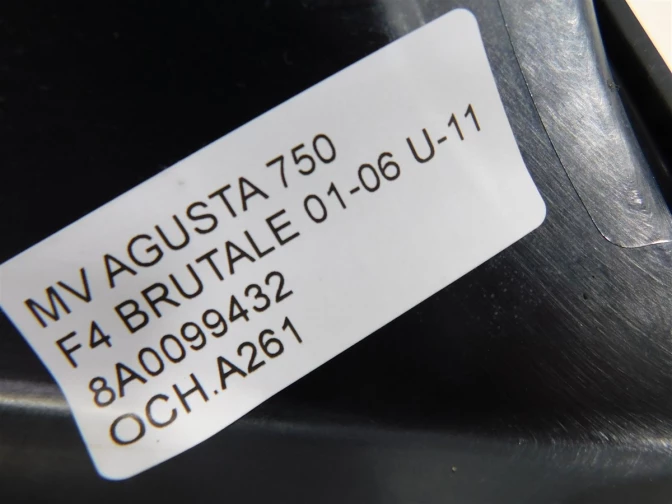 MV AGUSTA 750
F4 BRUTALE 01-06 U-11
8A0099432
OCH.A261